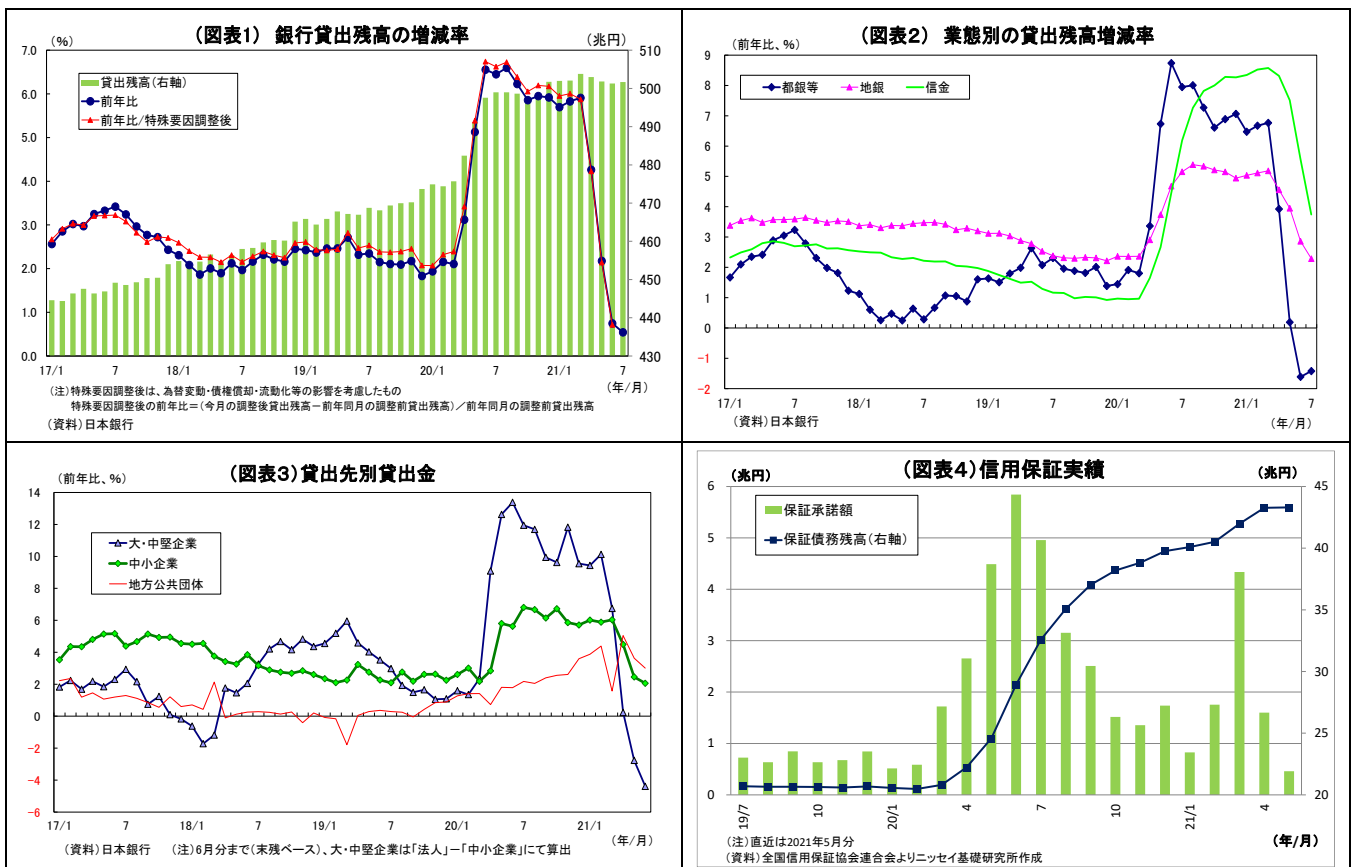 (図表1) 銀行貸出残高の増減率
(%)
(兆円)
貸出残高(右軸)
前年比
前年比/特殊要因調整後
7.0
6.0
5.0
4.0
3.0
2.0
1.0
0.0
510
500
490
480
470
460
450
440
430
17/1 7 18/1 7 19/1 7 20/1 7 21/1 7
(年/月)
(注)特殊要因調整後は、為替変動・債権償却・流動化等の影響を考慮したもの
特殊要因調整後の前年比=(今月の調整後貸出残高-前年同月の調整前貸出残高)/前年同月の調整前貸出残高
(資料)日本銀行
(図表2) 業態別の貸出残高増減率
(前年比、%)
都銀等 地銀 信金
9
8
7
6
5
4
3
2
1
0
-1
-2
17/1 7 18/1 7 19/1 7 20/1 7 21/1 7
(資料)日本銀行
(年/月)
(図表3)貸出先別貸出金
(前年比、%)
大・中堅企業
中小企業
地方公共団体
14
12
10
8
6
4
2
0
-2
-4
-6
17/1 7 18/1 7 19/1 7 20/1 7 21/1
(年/月)
(資料)日本銀行 (注)6月分まで(末残ベース)、大・中堅企業は「法人」-「中小企業」にて算出
(図表4)信用保証実績
(兆円)
(兆円)
保証承諾額
保証債務残高(右軸)
6
5
4
3
2
1
0
45
40
35
30
25
20
19/7 10 20/1 4 7 10 21/1 4
(年/月)
(注)直近は2021年5月分
(資料)全国信用保証協会連合会よりニッセイ基礎研究所作成